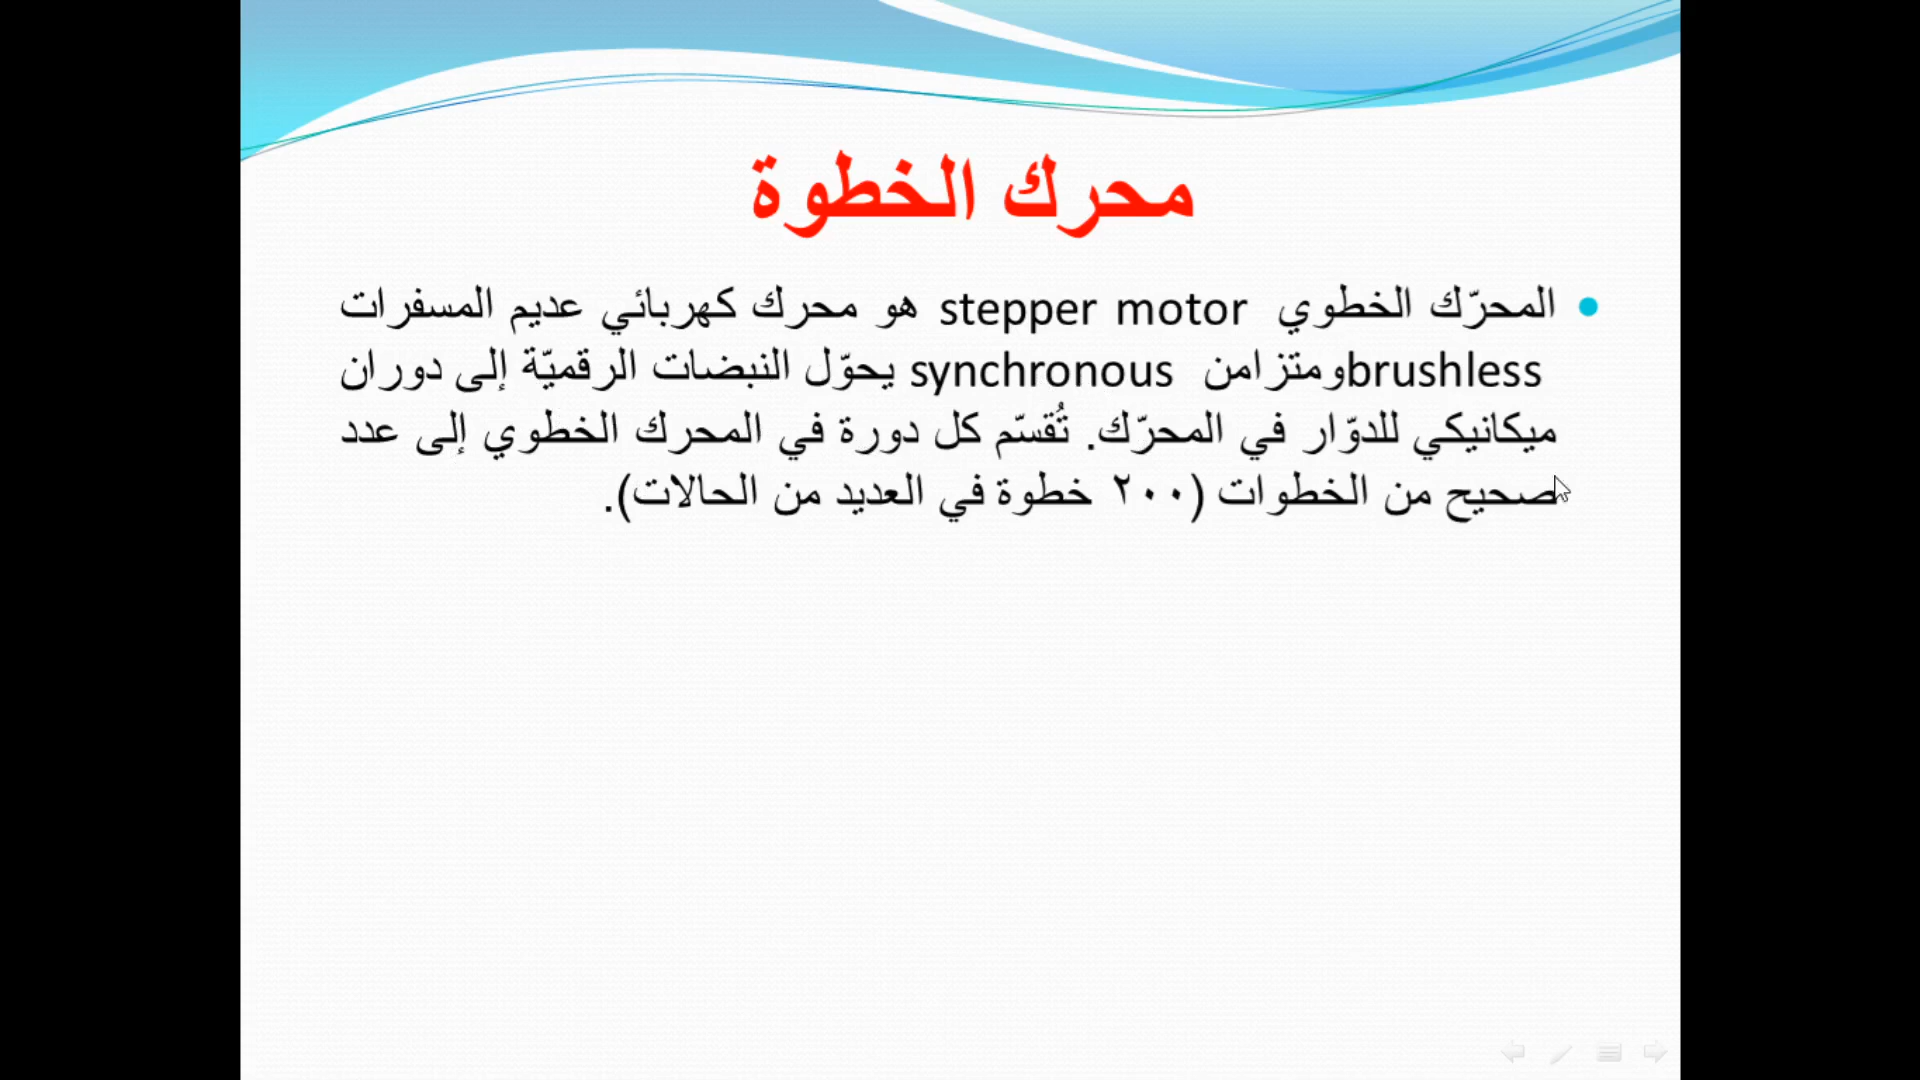 محرك الخطوة
المحرّك الخطوي stepper motor هو محرك كهربائي عديم المسفرات
brushless ومتزامن synchronous يحوّل النبضات الرقميّة إلى دوران
ميكانيكي للدوّار في المحرّك. تُقسّم كل دورة في المحرك الخطوي إلى عدد
صحيح من الخطوات (٢٠٠ خطوة في العديد من الحالات).